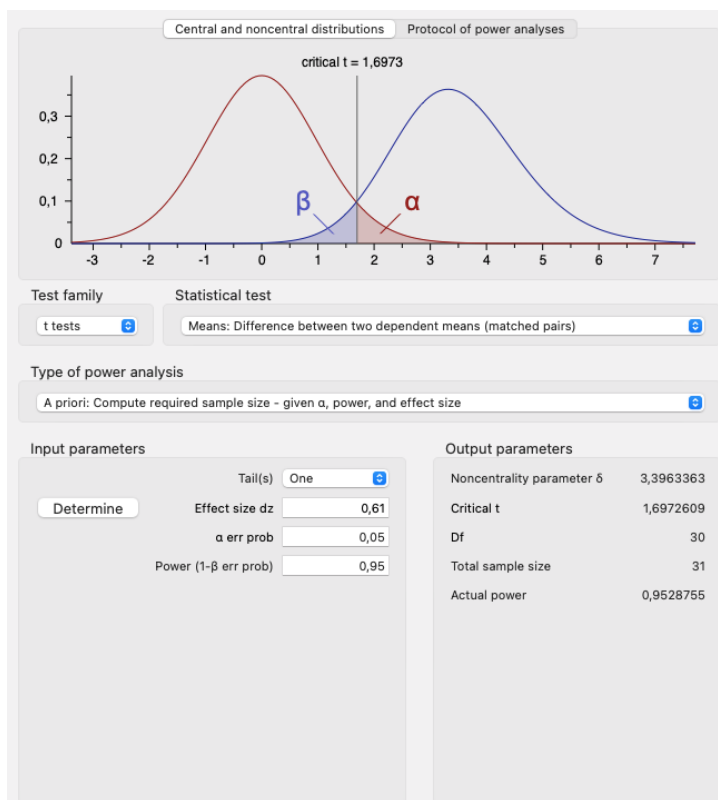 Central and noncentral distributions Protocol of power analyses
critical t = 1,6973
0,3
0,2
0,1
0
β α
-3 -2 -1 0 1 2 3 4 5 6 7
Test family Statistical test
t tests Means: Difference between two dependent means (matched pairs)
Type of power analysis
A priori: Compute required sample size - given α, power, and effect size
Input parameters Output parameters
Tail(s) One Noncentrality parameter δ 3,3963363
Determine Effect size dz 0,61 Critical t 1,6972609
α err prob 0,05 Df 30
Power (1-β err prob) 0,95 Total sample size 31
Actual power 0,9528755